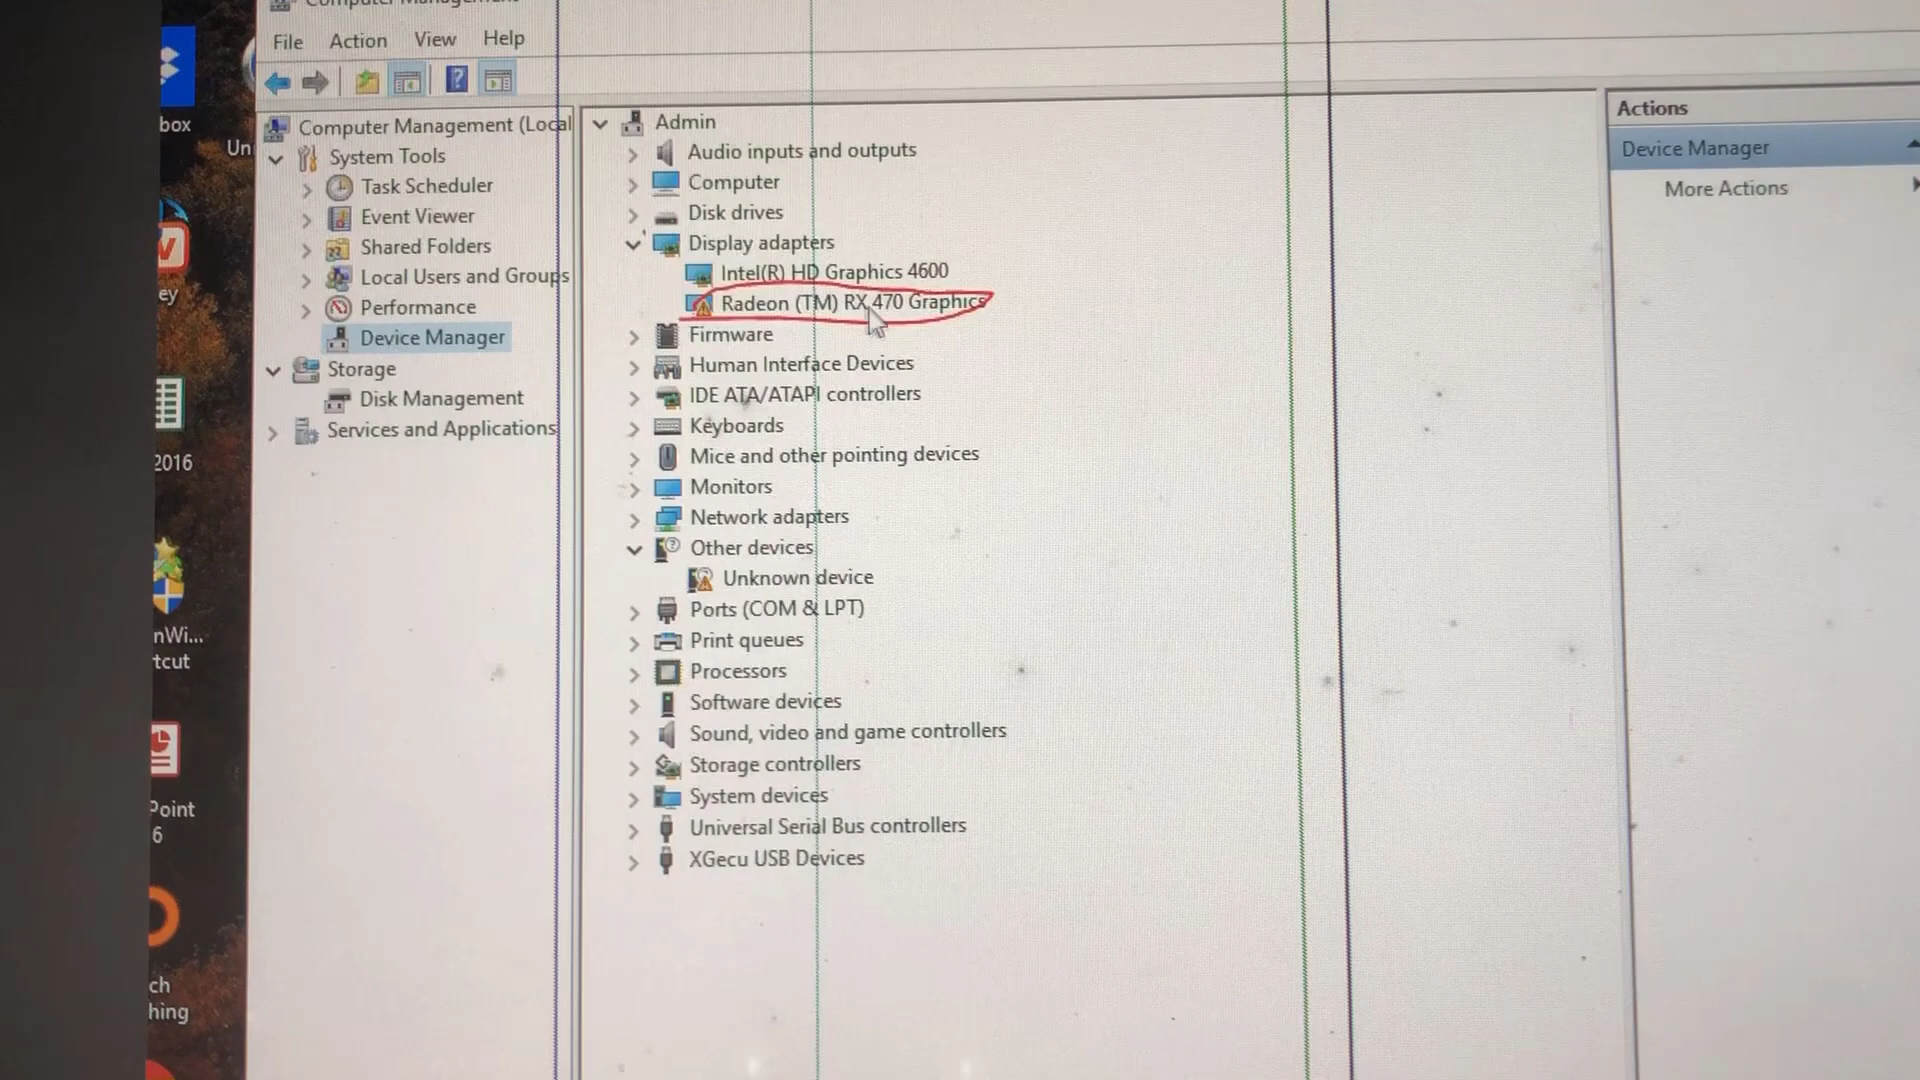 File Action View Help
box
Un
ey
2016
nWi...
tcut
Point
6
ch
hing
Computer Management (Local
System Tools
Task Scheduler
Event Viewer
Shared Folders
Local Users and Groups
Performance
Device Manager
Storage
Disk Management
Services and Applications
Admin
Audio inputs and outputs
Computer
Disk drives
Display adapters
Intel(R) HD Graphics 4600
Radeon (TM) RX 470 Graphics
Firmware
Human Interface Devices
IDE ATA/ATAPI controllers
Keyboards
Mice and other pointing devices
Monitors
Network adapters
Other devices
Unknown device
Ports (COM & LPT)
Print queues
Processors
Software devices
Sound, video and game controllers
Storage controllers
System devices
Universal Serial Bus controllers
XGecu USB Devices
Actions
Device Manager
More Actions